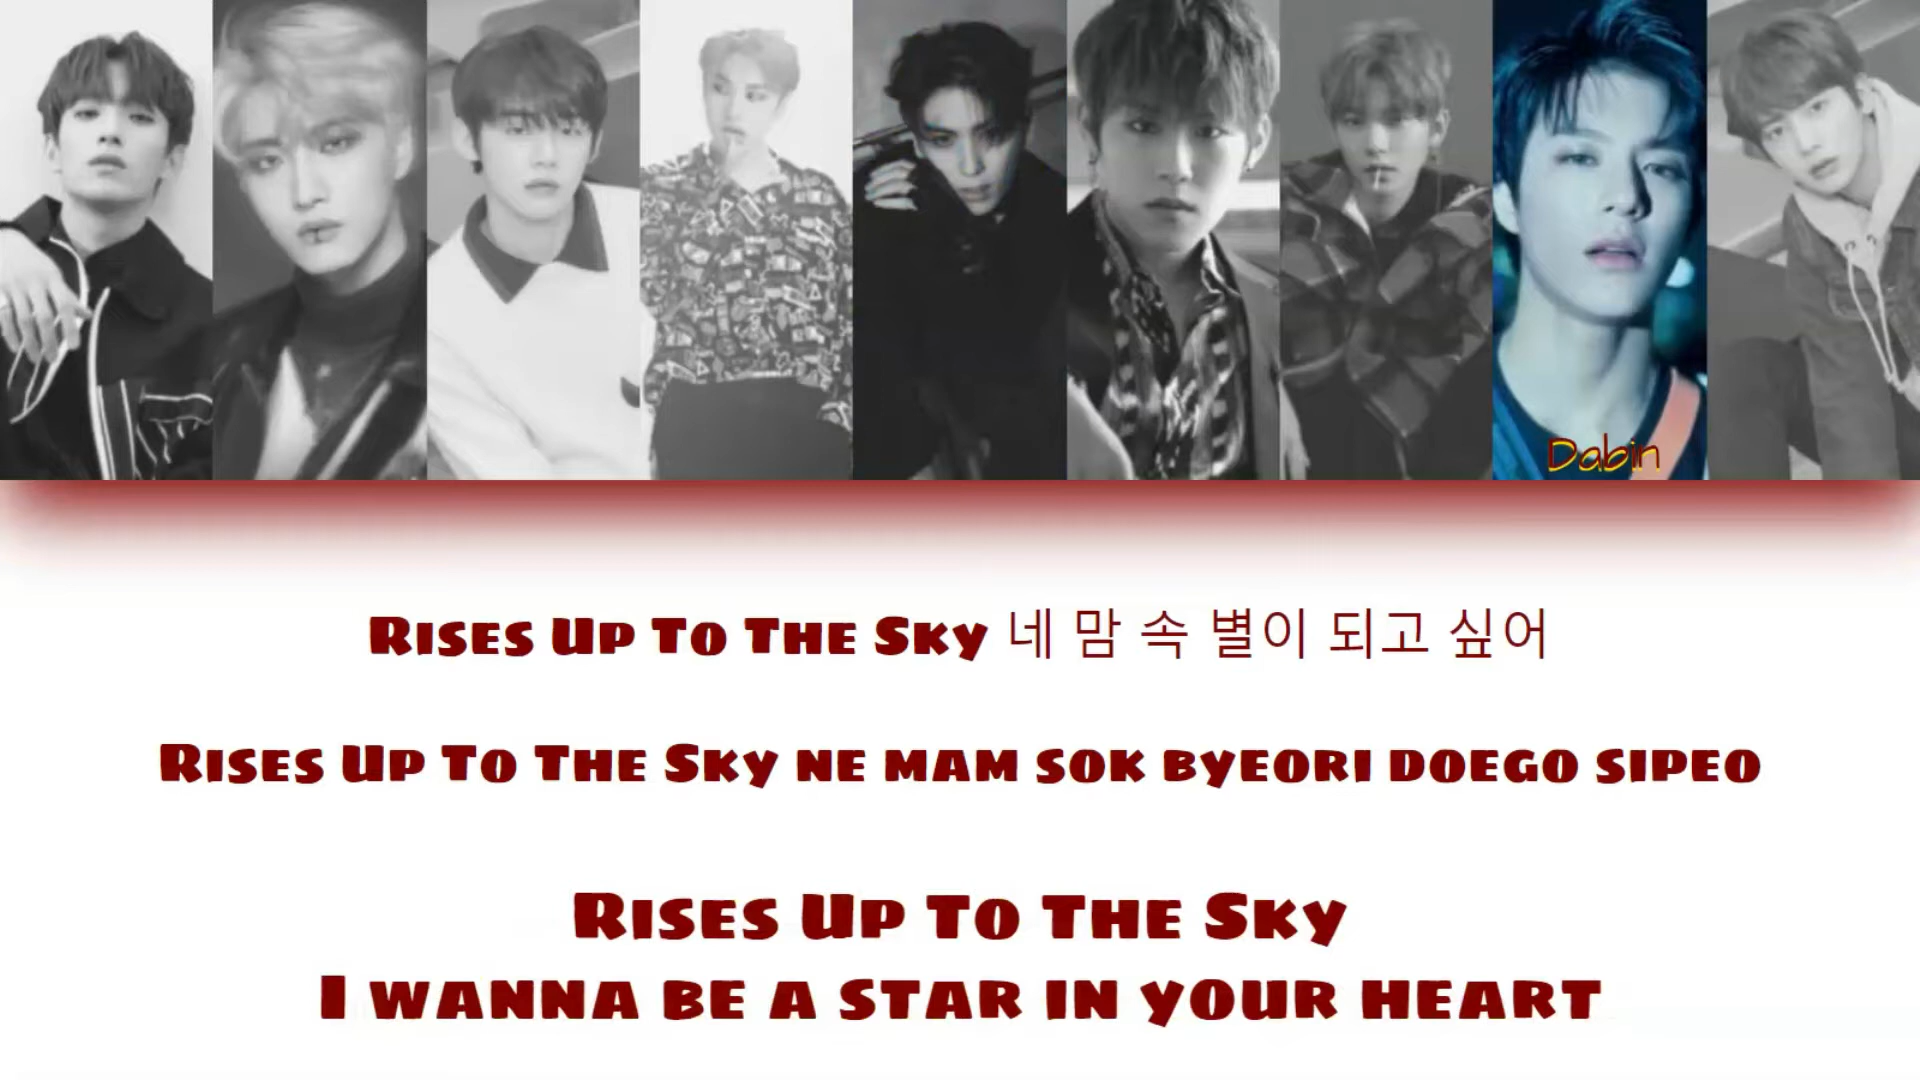 Dabin
Rises Up To The Sky 네 맘 속 별이 되고 싶어
Rises Up To The Sky ne mam sok byeori doego sipeo
Rises Up To The Sky
I wanna be a star in your heart